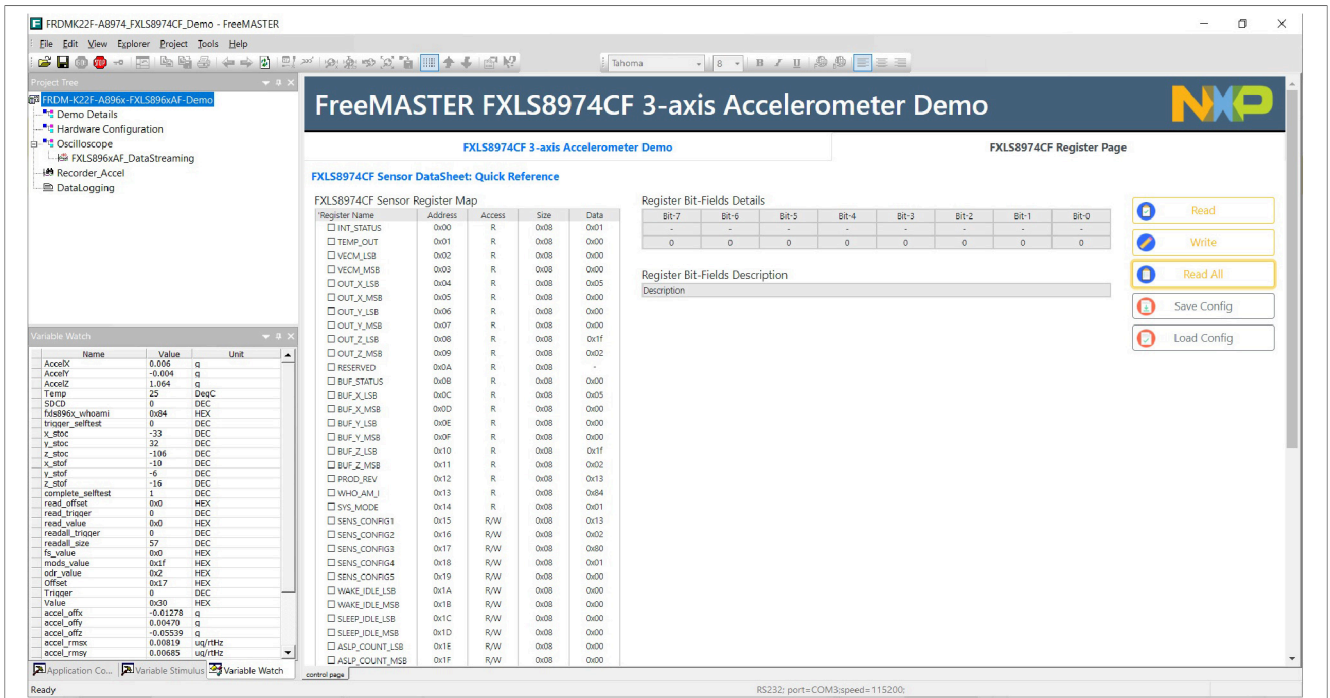 FRDMK22F-A8974_FXLS8974CF_Demo - FreeMASTER
File Edit View Explorer Project Tools Help
Tahoma 8 B I U
Project Tree
FRDM-K22F-A896x-FXLS896xAF-Demo
Demo Details
Hardware Configuration
Oscilloscope
FXLS896xAF_DataStreaming
Recorder_Accel
DataLogging
Variable Watch
Name Value Unit
AccelX 0.006 g
AccelY -0.004 g
AccelZ 1.064 g
Temp 25 DegC
SDCD 0 DEC
fxls896x_whoami 0x84 HEX
trigger_selftest 0 DEC
x_stoc -33 DEC
y_stoc 32 DEC
z_stoc -106 DEC
x_stof -10 DEC
y_stof -6 DEC
z_stof -16 DEC
complete_selftest 1 DEC
read_offset 0x0 HEX
read_trigger 0 DEC
read_value 0x0 HEX
readall_trigger 0 DEC
readall_size 57 DEC
fs_value 0x0 HEX
mods_value 0x1f HEX
odr_value 0x2 HEX
Offset 0x17 HEX
Trigger 0 DEC
Value 0x30 HEX
accel_offx -0.01278 g
accel_offy 0.00470 g
accel_offz -0.05539 g
accel_rmsx 0.00819 ug/rtHz
accel_rmsy 0.00685 ug/rtHz
Application Co... Variable Stimulus Variable Watch
FreeMASTER FXLS8974CF 3-axis Accelerometer Demo
NXP
FXLS8974CF 3-axis Accelerometer Demo
FXLS8974CF Register Page
FXLS8974CF Sensor DataSheet: Quick Reference
FXLS8974CF Sensor Register Map
'Register Name Address Access Size Data
INT_STATUS 0x00 R 0x08 0x01
TEMP_OUT 0x01 R 0x08 0x00
VECM_LSB 0x02 R 0x08 0x00
VECM_MSB 0x03 R 0x08 0x00
OUT_X_LSB 0x04 R 0x08 0x05
OUT_X_MSB 0x05 R 0x08 0x00
OUT_Y_LSB 0x06 R 0x08 0x00
OUT_Y_MSB 0x07 R 0x08 0x00
OUT_Z_LSB 0x08 R 0x08 0x1f
OUT_Z_MSB 0x09 R 0x08 0x02
RESERVED 0x0A R 0x08 -
BUF_STATUS 0x0B R 0x08 0x00
BUF_X_LSB 0x0C R 0x08 0x05
BUF_X_MSB 0x0D R 0x08 0x00
BUF_Y_LSB 0x0E R 0x08 0x00
BUF_Y_MSB 0x0F R 0x08 0x00
BUF_Z_LSB 0x10 R 0x08 0x1f
BUF_Z_MSB 0x11 R 0x08 0x02
PROD_REV 0x12 R 0x08 0x13
WHO_AM_I 0x13 R 0x08 0x84
SYS_MODE 0x14 R 0x08 0x01
SENS_CONFIG1 0x15 R/W 0x08 0x13
SENS_CONFIG2 0x16 R/W 0x08 0x02
SENS_CONFIG3 0x17 R/W 0x08 0x80
SENS_CONFIG4 0x18 R/W 0x08 0x01
SENS_CONFIG5 0x19 R/W 0x08 0x00
WAKE_IDLE_LSB 0x1A R/W 0x08 0x00
WAKE_IDLE_MSB 0x1B R/W 0x08 0x00
SLEEP_IDLE_LSB 0x1C R/W 0x08 0x00
SLEEP_IDLE_MSB 0x1D R/W 0x08 0x00
ASLP_COUNT_LSB 0x1E R/W 0x08 0x00
ASLP_COUNT_MSB 0x1F R/W 0x08 0x00
Register Bit-Fields Details
Bit-7 Bit-6 Bit-5 Bit-4 Bit-3 Bit-2 Bit-1 Bit-0
- - - - - - - -
0 0 0 0 0 0 0 0
Register Bit-Fields Description
Description
Read
Write
Read All
Save Config
Load Config
control page
Ready
RS232; port=COM3;speed=115200;